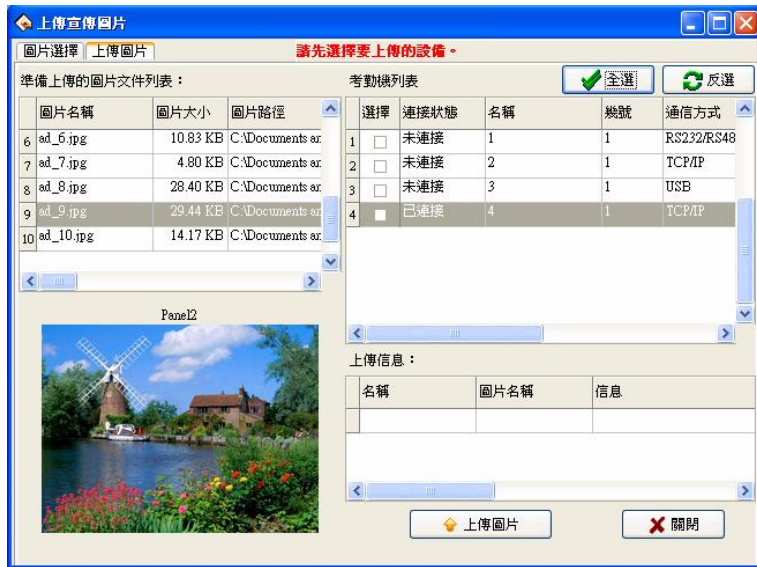 上傳宣傳圖片
圖片選擇 上傳圖片 請先選擇要上傳的設備。
準備上傳的圖片文件列表：
圖片名稱 圖片大小 圖片路徑
6 ad_6.jpg 10.83 KB C:\Documents an
7 ad_7.jpg 4.80 KB C:\Documents an
8 ad_8.jpg 28.40 KB C:\Documents an
9 ad_9.jpg 29.44 KB C:\Documents an
10 ad_10.jpg 14.17 KB C:\Documents an
Panel2
考勤機列表 全選 反選
選擇 連接狀態 名稱 幾號 通信方式
1 未連接 1 1 RS232/RS48
2 未連接 2 1 TCP/IP
3 未連接 3 1 USB
4 已連接 4 1 TCP/IP
上傳信息：
名稱 圖片名稱 信息
上傳圖片 關閉